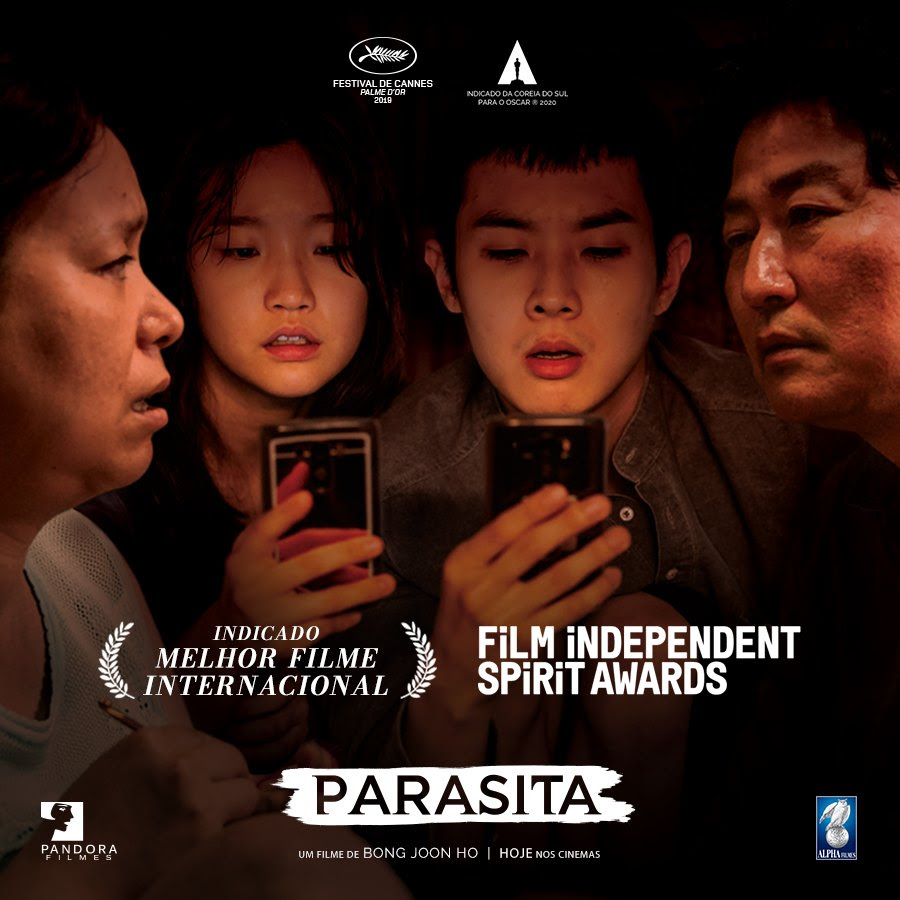 FESTIVAL DE CANNES
PALME D'OR
2019
INDICADO DA COREIA DO SUL
PARA O OSCAR ® 2020
INDICADO
MELHOR FILME
INTERNACIONAL
FiLM iNDEPENDENT
SPiRiT AWARDS
PARASITA
PANDORA
FILMES
ALPHA FILMES
UM FILME DE BONG JOON HO | HOJE NOS CINEMAS